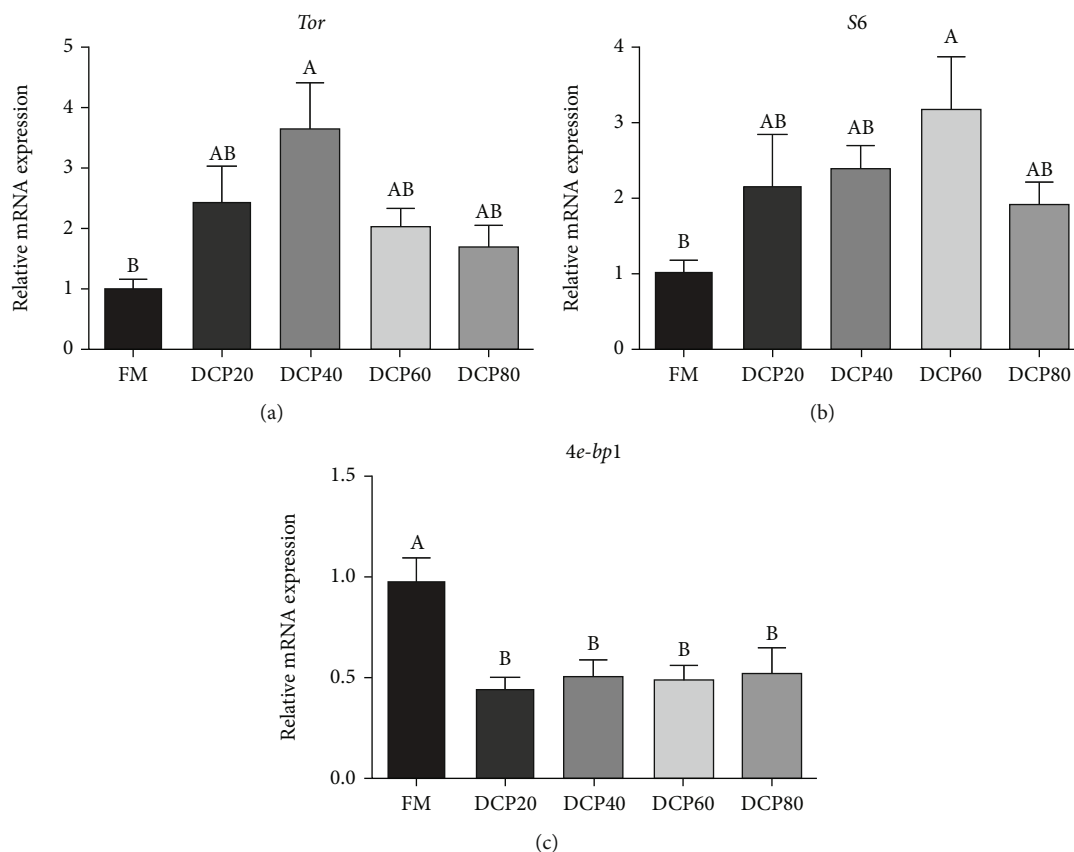 Tor
Relative mRNA expression
5
4
3
2
1
0
B
AB
A
AB
AB
FM
DCP20
DCP40
DCP60
DCP80
(a)
S6
Relative mRNA expression
4
3
2
1
0
B
AB
AB
A
AB
FM
DCP20
DCP40
DCP60
DCP80
(b)
4e-bp1
Relative mRNA expression
1.5
1.0
0.5
0.0
A
B
B
B
B
FM
DCP20
DCP40
DCP60
DCP80
(c)